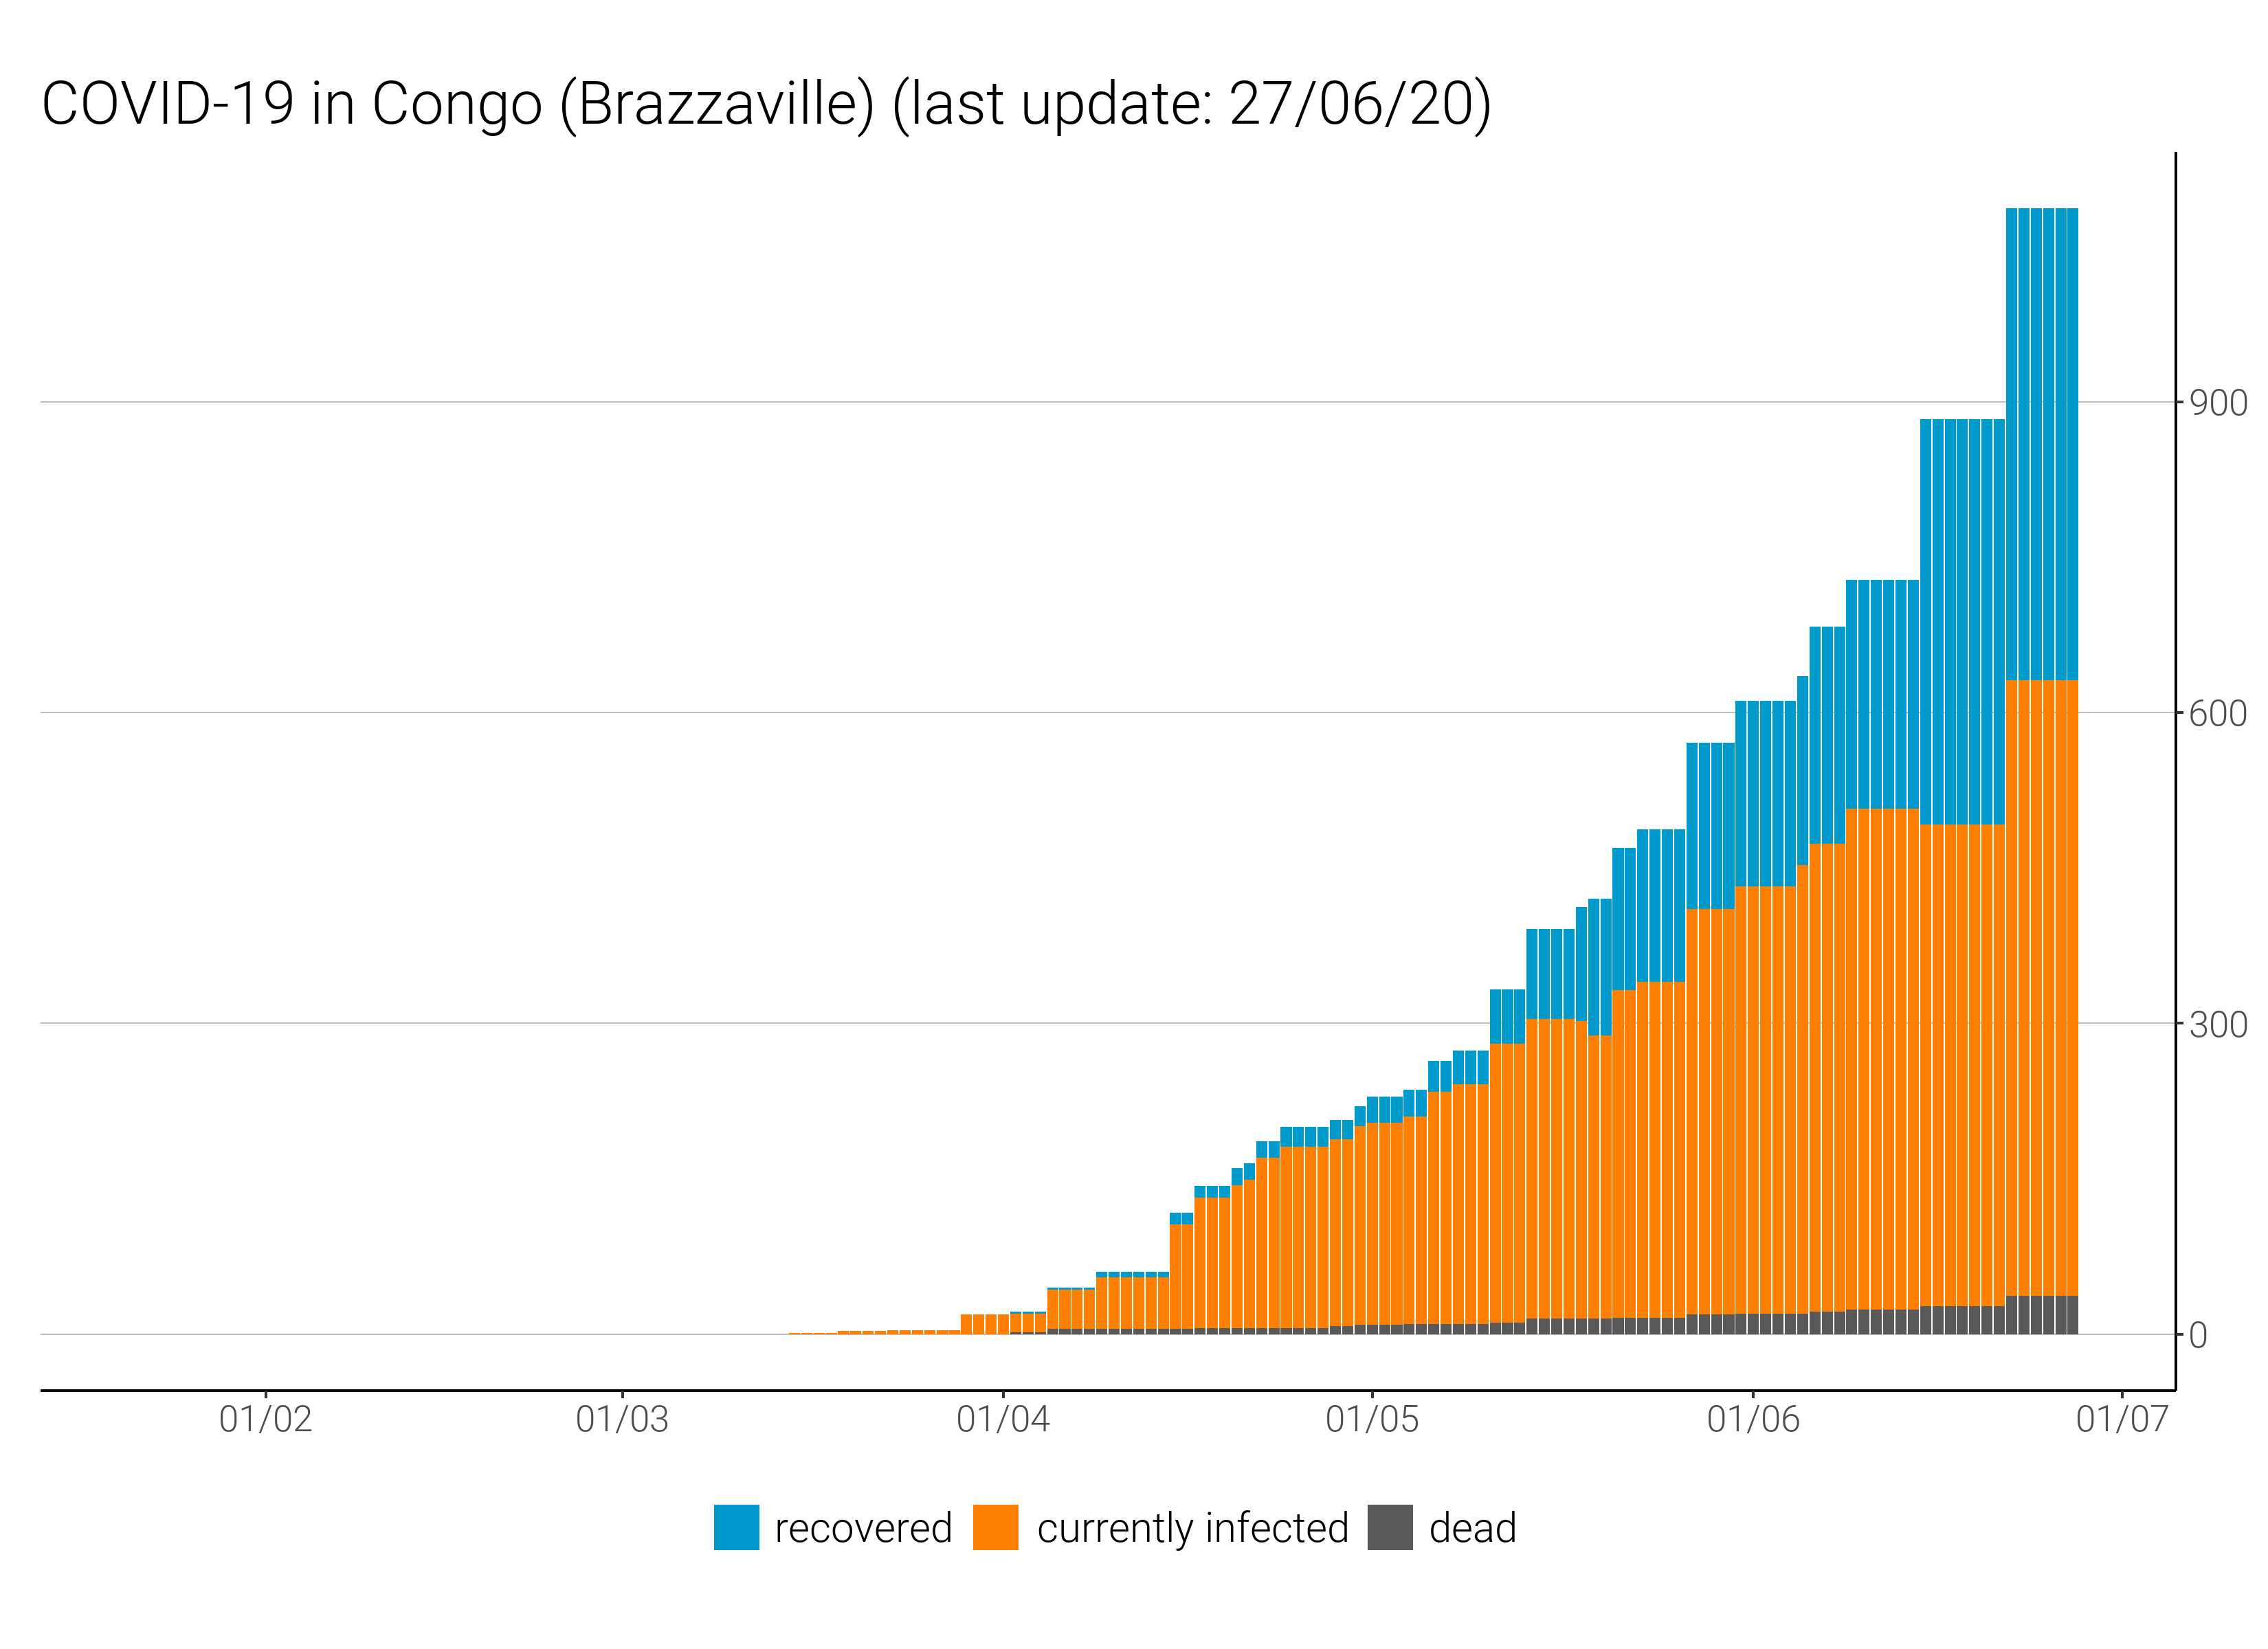 COVID-19 in Congo (Brazzaville) (last update: 27/06/20)
900
600
300
0
01/02 01/03 01/04 01/05 01/06 01/07
recovered currently infected dead